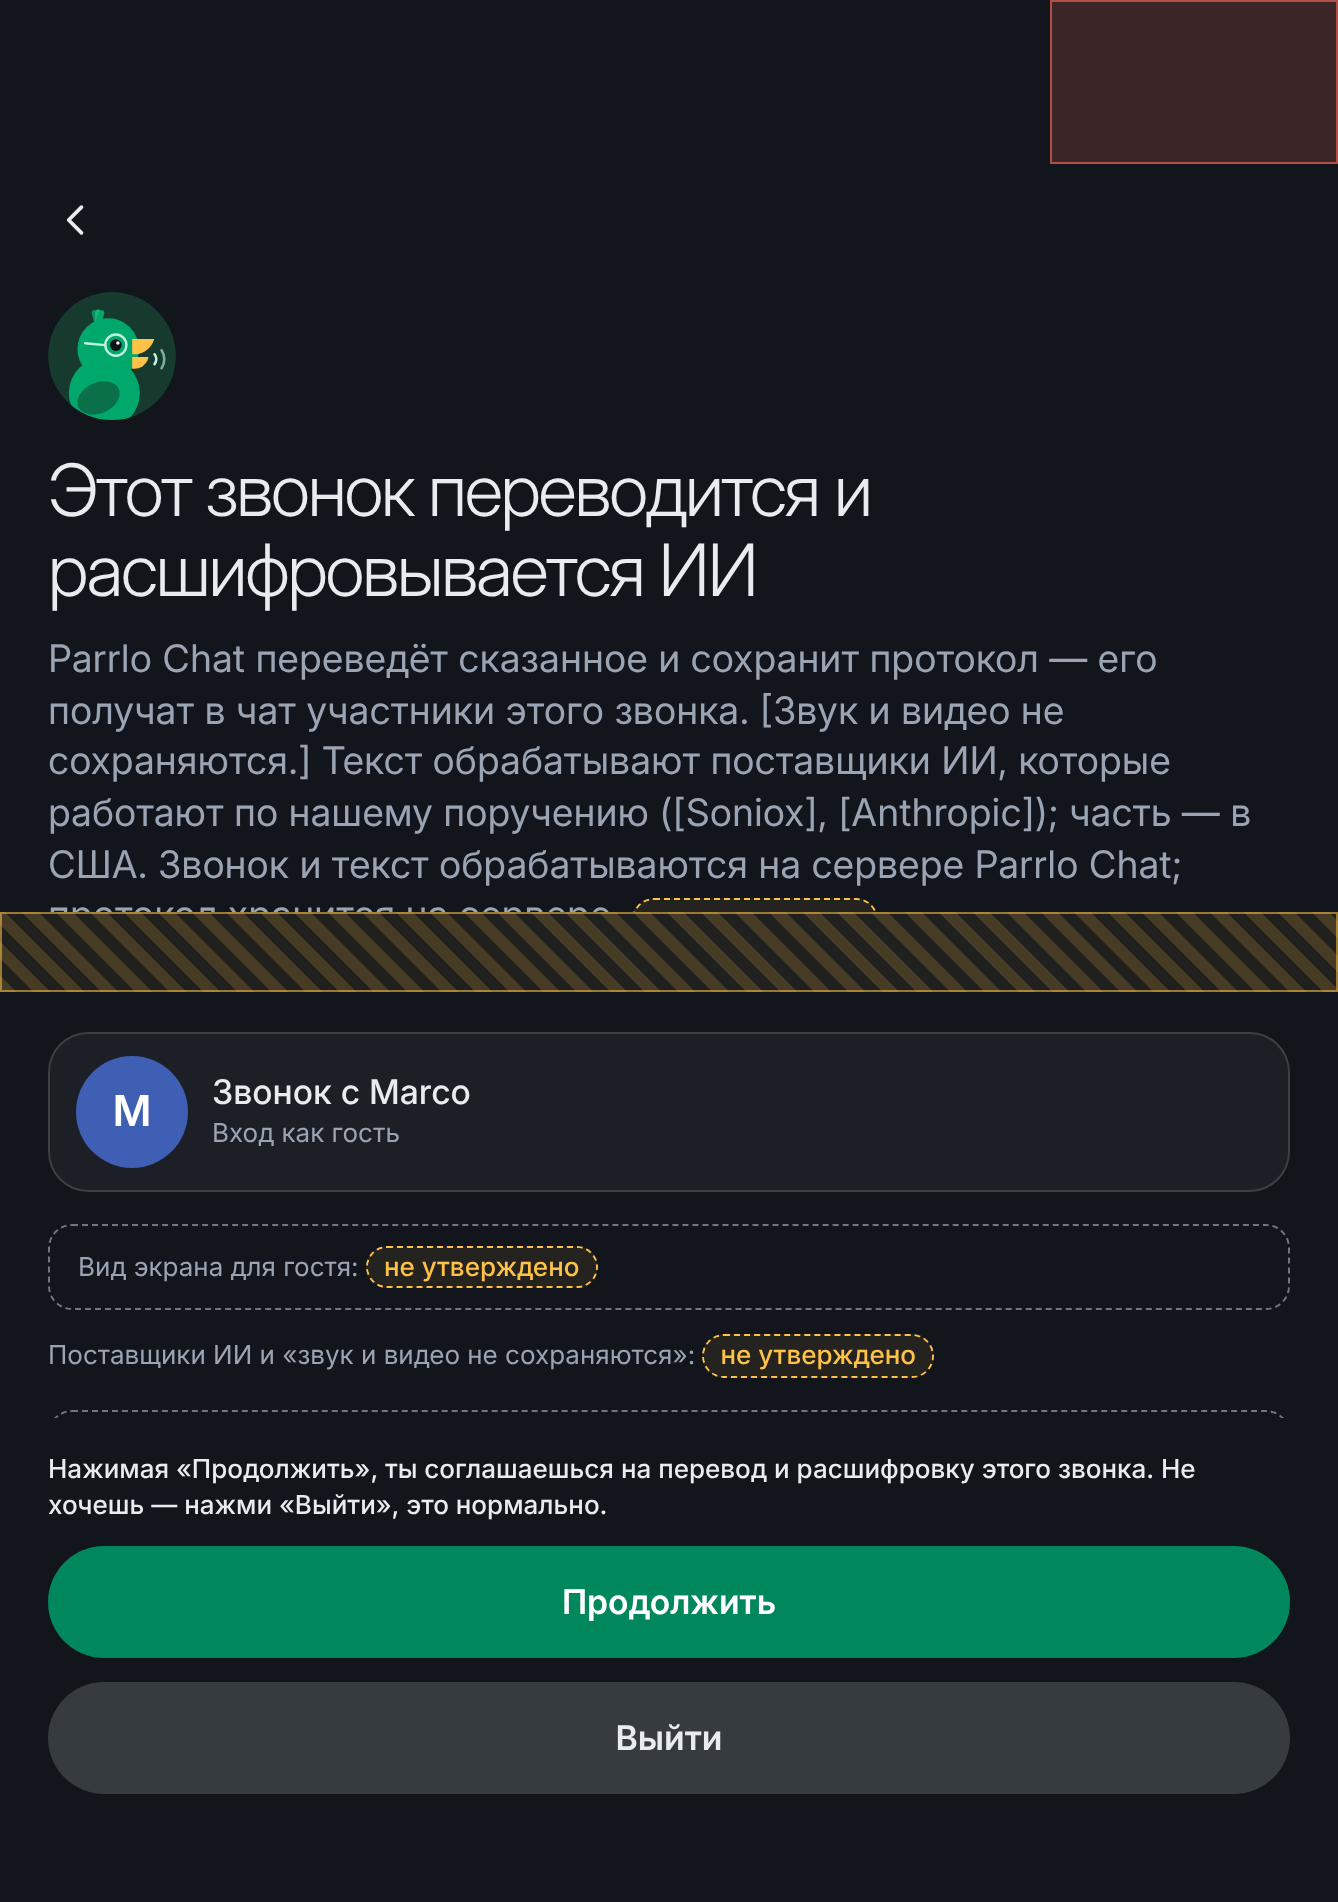 Этот звонок переводится и
расшифровывается ИИ
Parrlo Chat переведёт сказанное и сохранит протокол — его
получат в чат участники этого звонка. [Звук и видео не
сохраняются.] Текст обрабатывают поставщики ИИ, которые
работают по нашему поручению ([Soniox], [Anthropic]); часть — в
США. Звонок и текст обрабатываются на сервере Parrlo Chat;
протокол хранится на сервере
M
Звонок с Marco
Вход как гость
Вид экрана для гостя: не утверждено
Поставщики ИИ и «звук и видео не сохраняются»: не утверждено
Нажимая «Продолжить», ты соглашаешься на перевод и расшифровку этого звонка. Не
хочешь — нажми «Выйти», это нормально.
Продолжить
Выйти